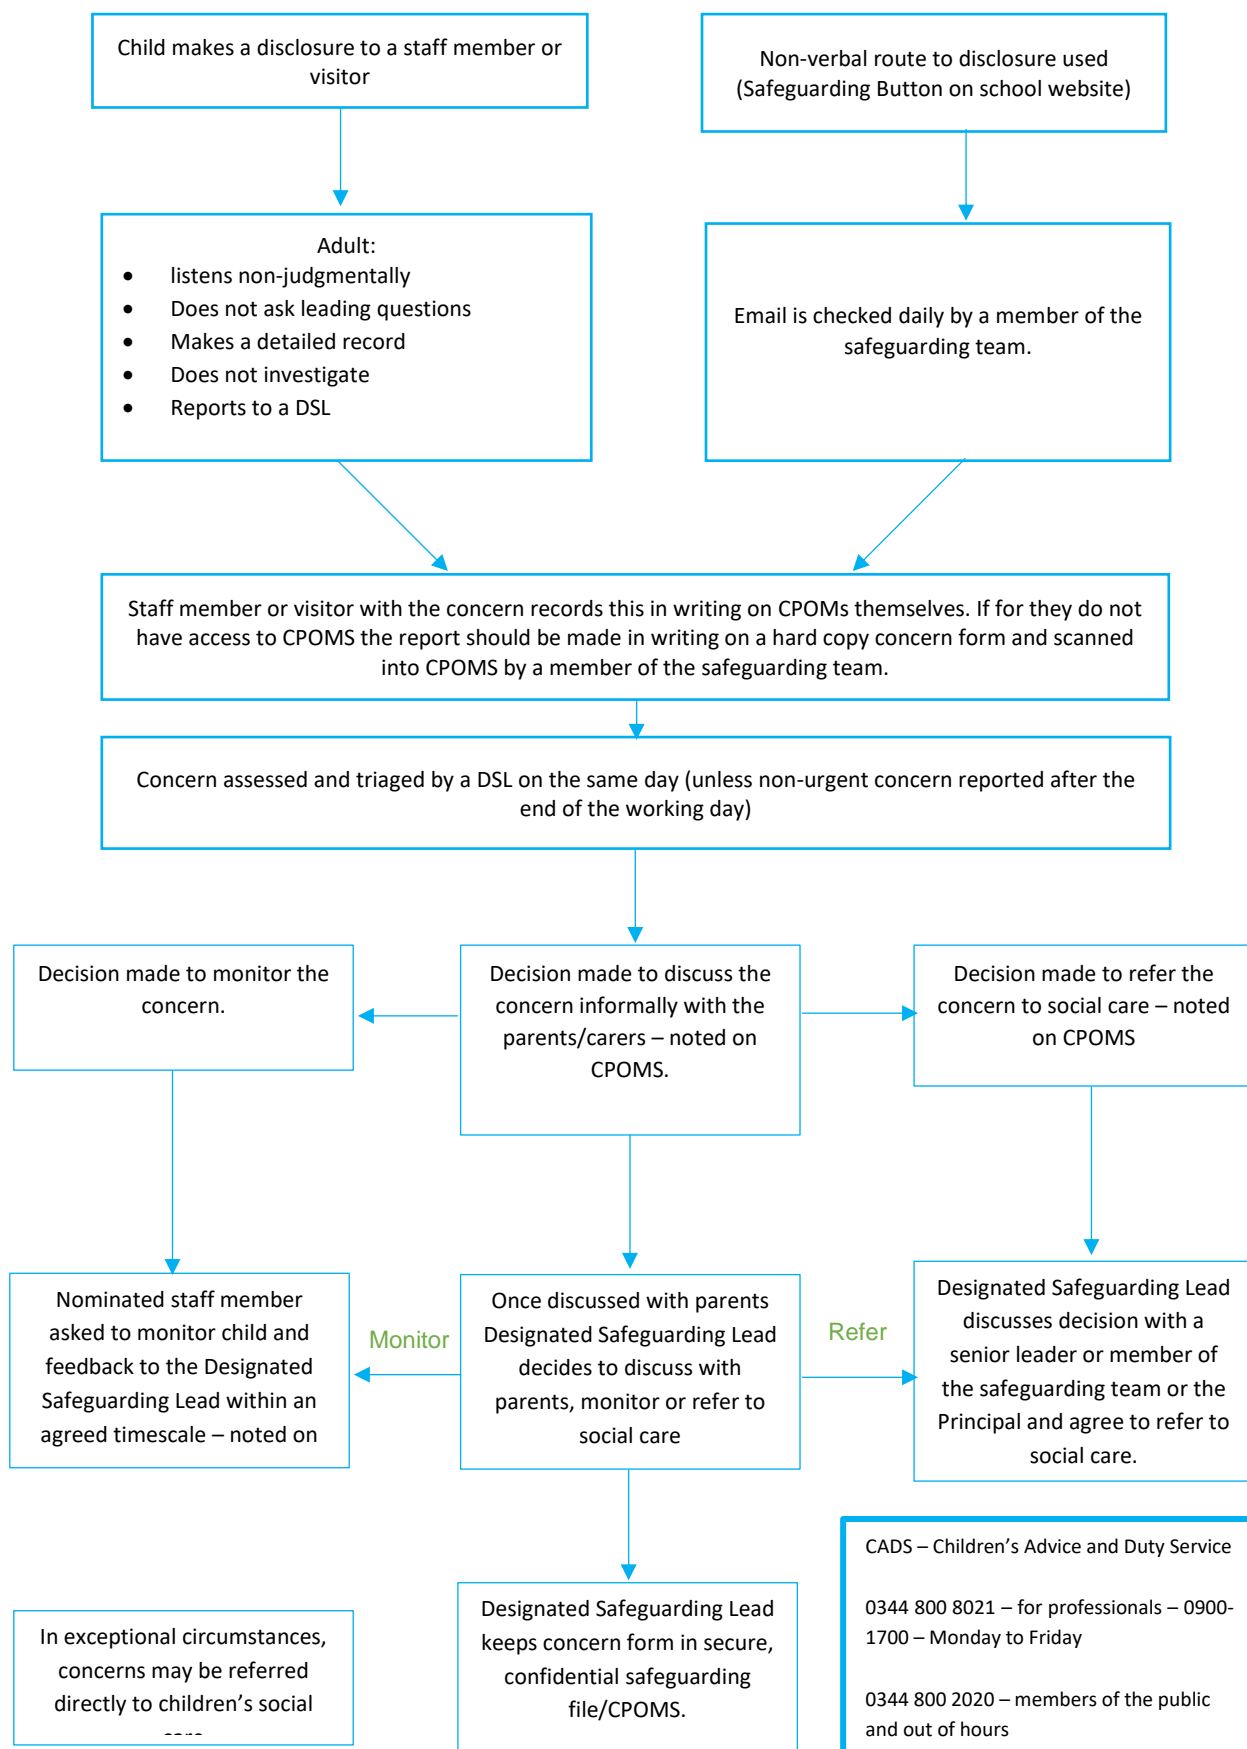 Child makes a disclosure to a staff member or
visitor
Non-verbal route to disclosure used
(Safeguarding Button on school website)
Adult:
• listens non-judgmentally
• Does not ask leading questions
• Makes a detailed record
• Does not investigate
• Reports to a DSL
Email is checked daily by a member of the
safeguarding team.
Staff member or visitor with the concern records this in writing on CPOMs themselves. If for they do not
have access to CPOMS the report should be made in writing on a hard copy concern form and scanned
into CPOMS by a member of the safeguarding team.
Concern assessed and triaged by a DSL on the same day (unless non-urgent concern reported after the
end of the working day)
Decision made to monitor the
concern.
Decision made to discuss the
concern informally with the
parents/carers – noted on
CPOMS.
Decision made to refer the
concern to social care – noted
on CPOMS
Nominated staff member
asked to monitor child and
feedback to the Designated
Safeguarding Lead within an
agreed timescale – noted on
Monitor
Once discussed with parents
Designated Safeguarding Lead
decides to discuss with
parents, monitor or refer to
social care
Refer
Designated Safeguarding Lead
discusses decision with a
senior leader or member of
the safeguarding team or the
Principal and agree to refer to
social care.
In exceptional circumstances,
concerns may be referred
directly to children's social
Designated Safeguarding Lead
keeps concern form in secure,
confidential safeguarding
file/CPOMS.
CADS – Children's Advice and Duty Service
0344 800 8021 – for professionals – 0900-
1700 – Monday to Friday
0344 800 2020 – members of the public
and out of hours